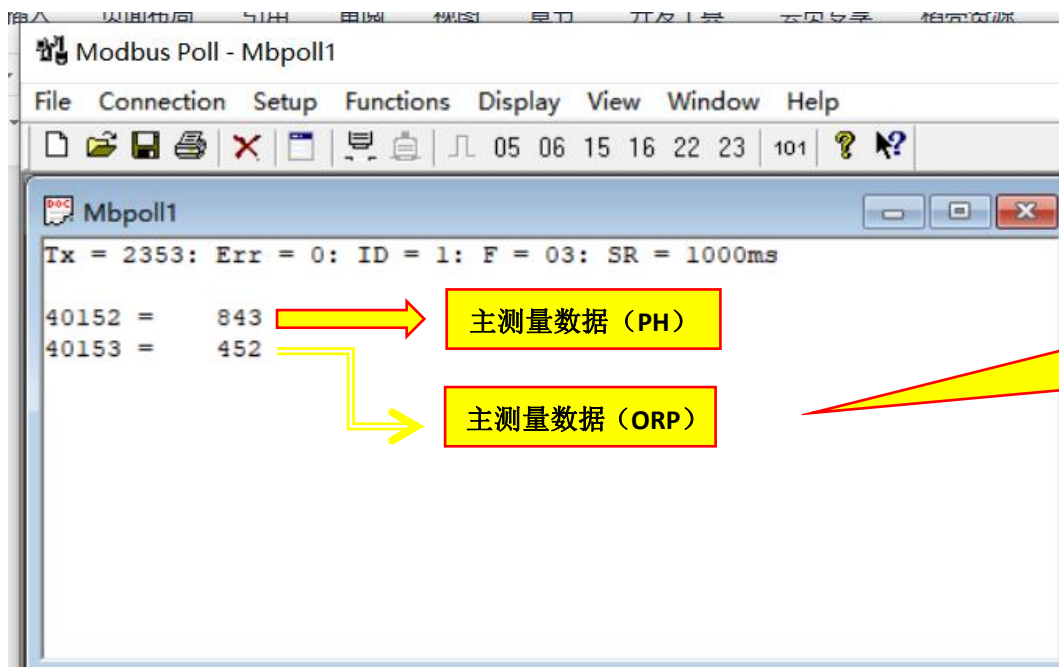 Modbus Poll - Mbpoll1
File Connection Setup Functions Display View Window Help
05 06 15 16 22 23 101
Mbpoll1
Tx = 2353: Err = 0: ID = 1: F = 03: SR = 1000ms
40152 = 843
主测量数据（PH）
40153 = 452
主测量数据（ORP）